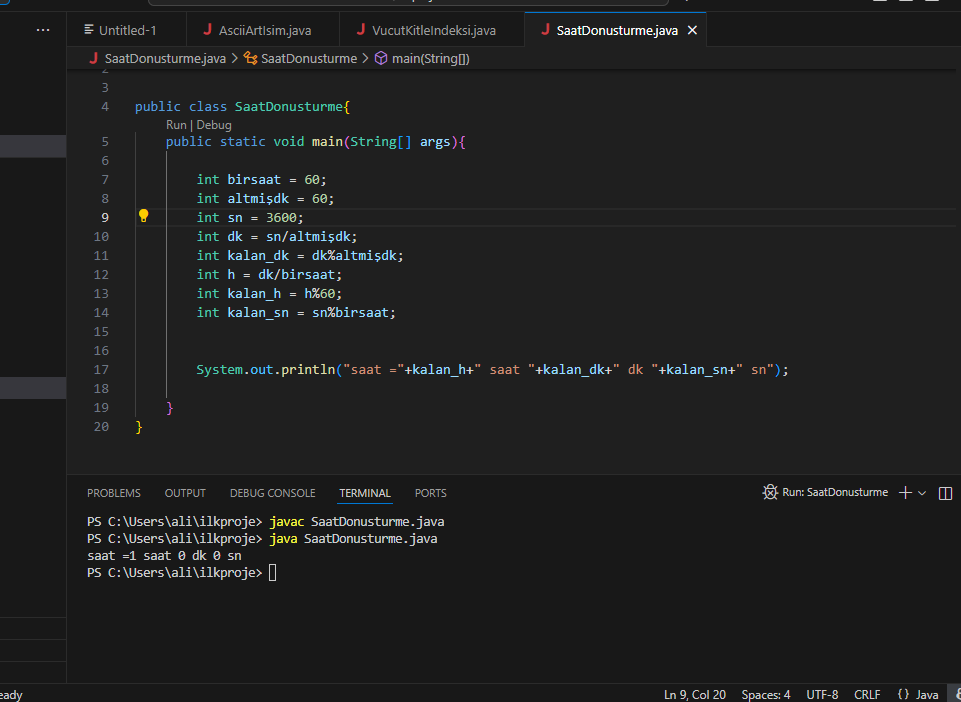 Untitled-1 AsciiArtIsim.java VucutKitleIndeksi.java SaatDonusturme.java
SaatDonusturme.java > SaatDonusturme > main(String[])
2
3
4 public class SaatDonusturme{
Run | Debug
5 public static void main(String[] args){
6
7 int birsaat = 60;
8 int altmişdk = 60;
9 int sn = 3600;
10 int dk = sn/altmişdk;
11 int kalan_dk = dk%altmişdk;
12 int h = dk/birsaat;
13 int kalan_h = h%60;
14 int kalan_sn = sn%birsaat;
15
16
17 System.out.println("saat ="+kalan_h+" saat "+kalan_dk+" dk "+kalan_sn+" sn");
18
19 }
20 }
PROBLEMS OUTPUT DEBUG CONSOLE TERMINAL PORTS Run: SaatDonusturme
PS C:\Users\ali\ilkproje> javac SaatDonusturme.java
PS C:\Users\ali\ilkproje> java SaatDonusturme.java
saat =1 saat 0 dk 0 sn
PS C:\Users\ali\ilkproje>
eady Ln 9, Col 20 Spaces: 4 UTF-8 CRLF {} Java